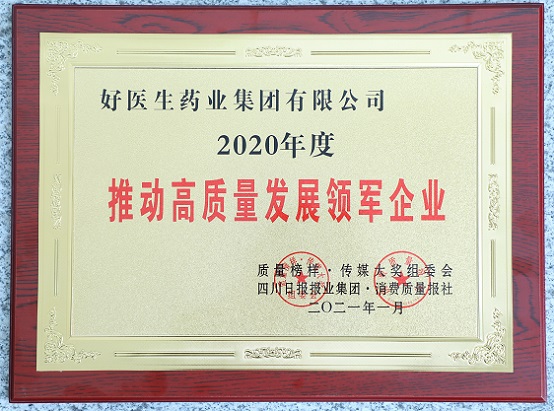 好医生药业集团有限公司
2020年度
推动高质量发展领军企业
质量榜样·传媒大奖组委会
四川日报报业集团·消费质量报社
二〇二一年一月